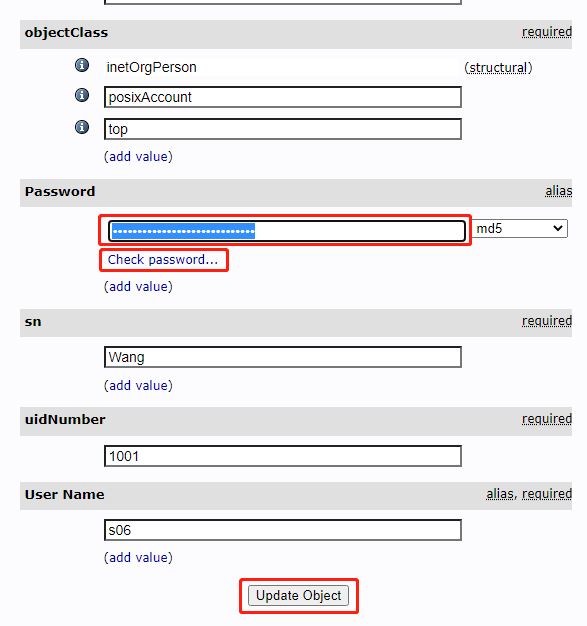 objectClass required
inetOrgPerson (structural)
posixAccount
top
(add value)
Password alias
•••••••••••••••••••••••••••••• md5
Check password...
(add value)
sn required
Wang
(add value)
uidNumber required
1001
User Name alias, required
s06
(add value)
Update Object